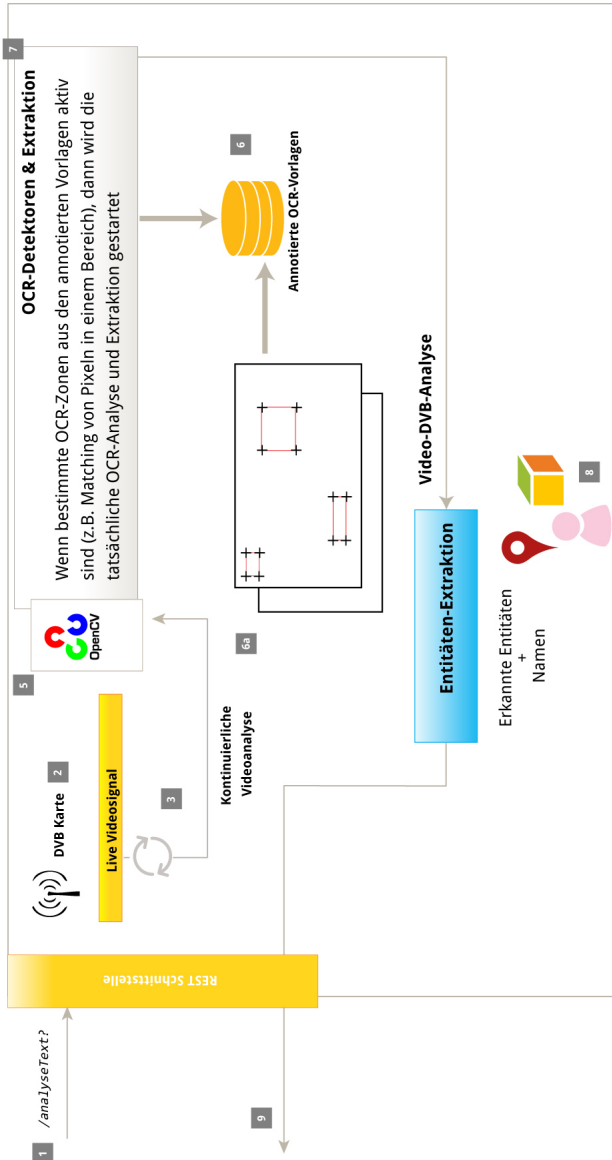 1
/analyseText?
REST Schnittstelle
9
DVB Karte
2
Live Videosignal
3
Kontinuierliche
Videoanalyse
5
OpenCV
7
OCR-Detektoren & Extraktion
Wenn bestimmte OCR-Zonen aus den annotierten Vorlagen aktiv
sind (z.B. Matching von Pixeln in einem Bereich), dann wird die
tatsächliche OCR-Analyse und Extraktion gestartet
6
Annotierte OCR-Vorlagen
6a
Video-DVB-Analyse
Entitäten-Extraktion
Erkannte Entitäten
+
Namen
8